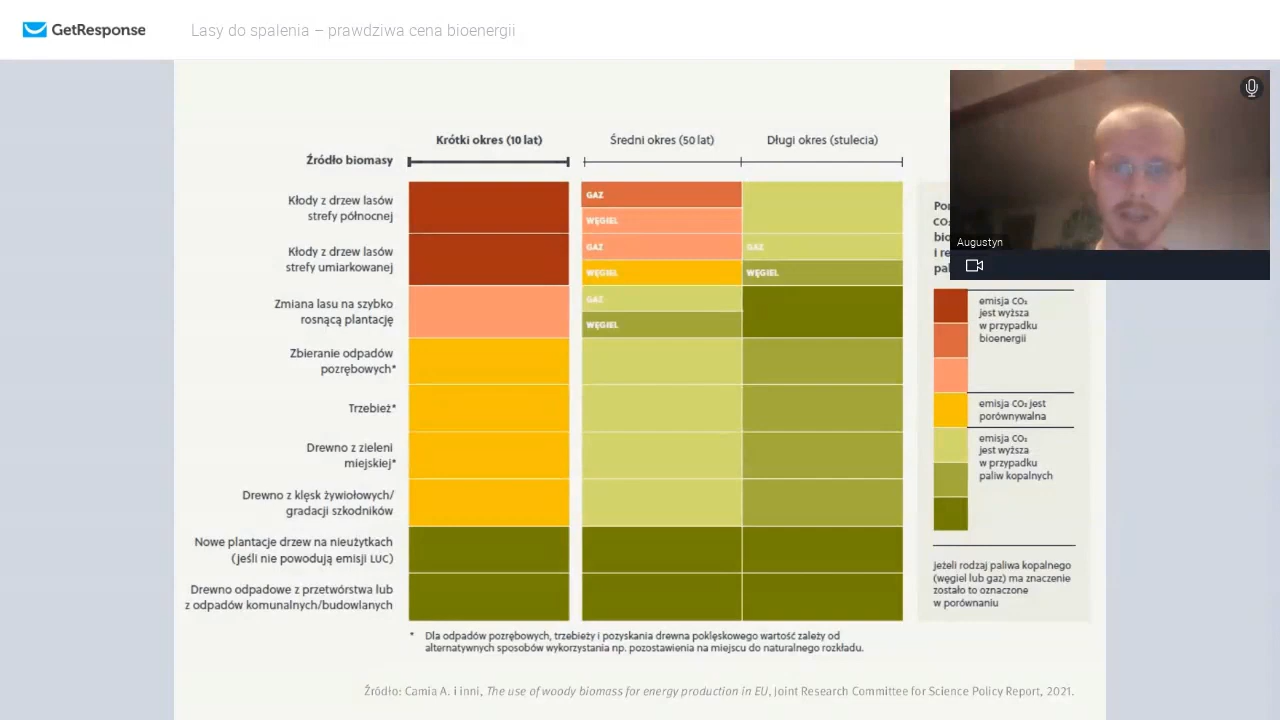 GetResponse
Lasy do spalenia – prawdziwa cena bioenergii
Krótki okres (10 lat)
Średni okres (50 lat)
Długi okres (stulecia)
Źródło biomasy
Kłody z drzew lasów
strefy północnej
GAZ
WĘGIEL
Kłody z drzew lasów
strefy umiarkowanej
GAZ
GAZ
WĘGIEL
WĘGIEL
Zmiana lasu na szybko
rosnącą plantację
GAZ
WĘGIEL
Zbieranie odpadów
pozrębowych*
Trzebież*
Drewno z zieleni
miejskiej*
Drewno z klęsk żywiołowych/
gradacji szkodników
Nowe plantacje drzew na nieużytkach
(jeśli nie powodują emisji LUC)
Drewno odpadowe z przetwórstwa lub
z odpadów komunalnych/budowlanych
Augustyn
emisja CO₂
jest wyższa
w przypadku
bioenergii
emisja CO₂ jest
porównywalna
emisja CO₂
jest wyższa
w przypadku
paliw kopalnych
jeżeli rodzaj paliwa kopalnego
(węgiel lub gaz) ma znaczenie
zostało to oznaczone
w porównaniu
* Dla odpadów pozrębowych, trzebieży i pozyskania drewna poklęskowego wartość zależy od
alternatywnych sposobów wykorzystania np. pozostawienia na miejscu do naturalnego rozkładu.
Źródło: Camia A. i inni, The use of woody biomass for energy production in EU, Joint Research Committee for Science Policy Report, 2021.